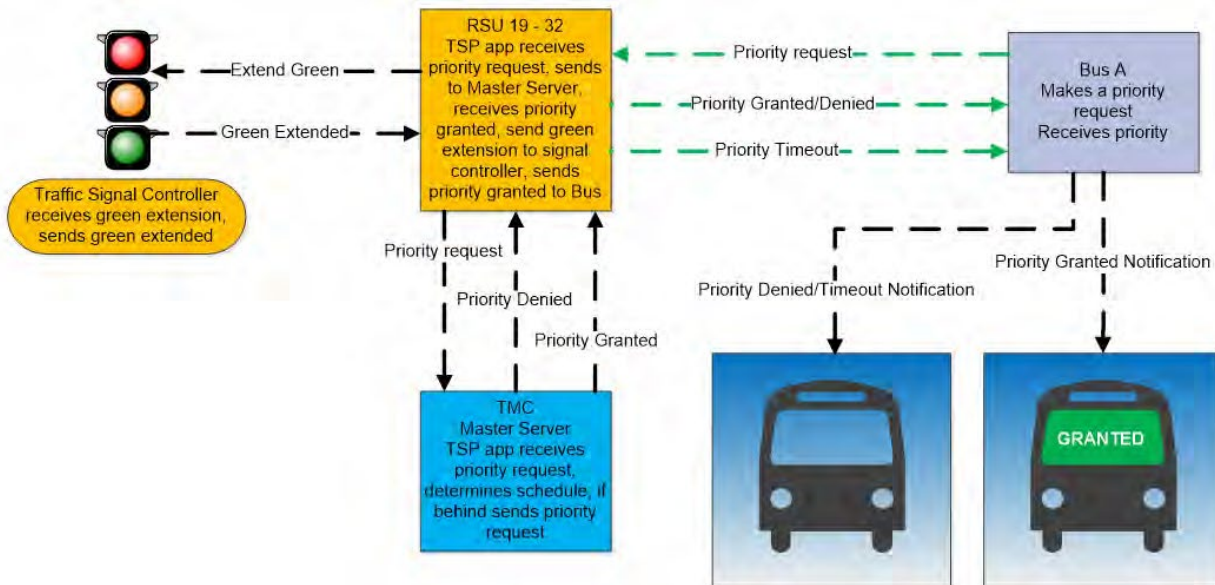 Extend Green
Green Extended
Traffic Signal Controller
receives green extension,
sends green extended
RSU 19 - 32
TSP app receives
priority request, sends
to Master Server,
receives priority
granted, send green
extension to signal
controller, sends
priority granted to Bus
Priority request
Priority Granted/Denied
Priority Timeout
Bus A
Makes a priority
request
Receives priority
Priority request
Priority Denied
Priority Granted
Priority Denied/Timeout Notification
Priority Granted Notification
TMC
Master Server
TSP app receives
priority request,
determines schedule, if
behind sends priority
request
GRANTED